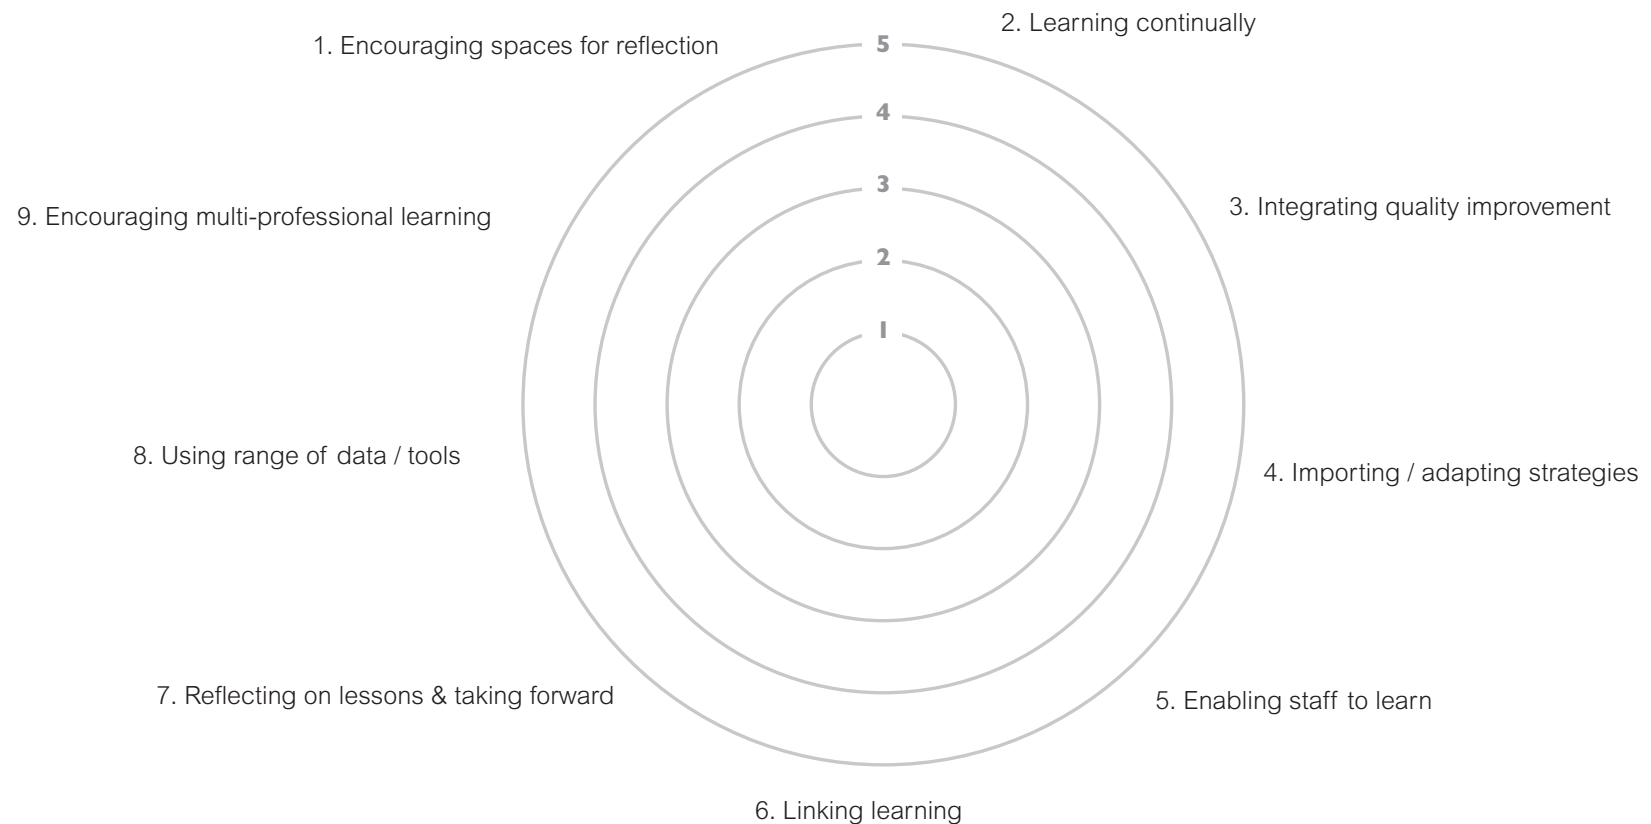 2. Learning continually
1. Encouraging spaces for reflection
5
4
3
3. Integrating quality improvement
9. Encouraging multi-professional learning
2
1
8. Using range of data / tools
4. Importing / adapting strategies
7. Reflecting on lessons & taking forward
5. Enabling staff to learn
6. Linking learning